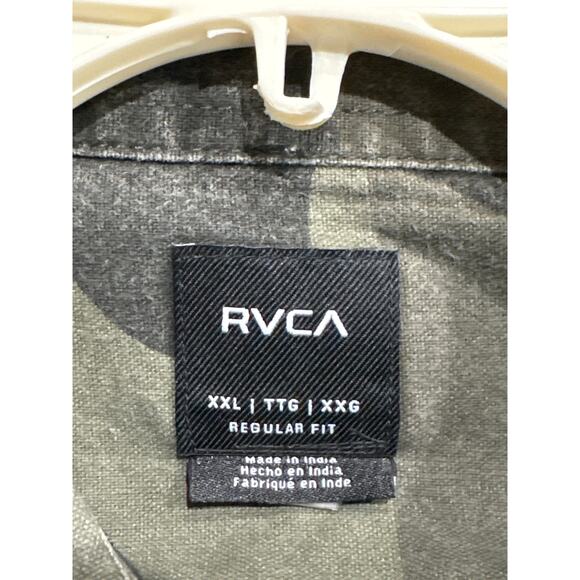 RVCA
XXL | TTG | XXG
REGULAR FIT
Made in India
Hecho en India
Fabriqué en Inde